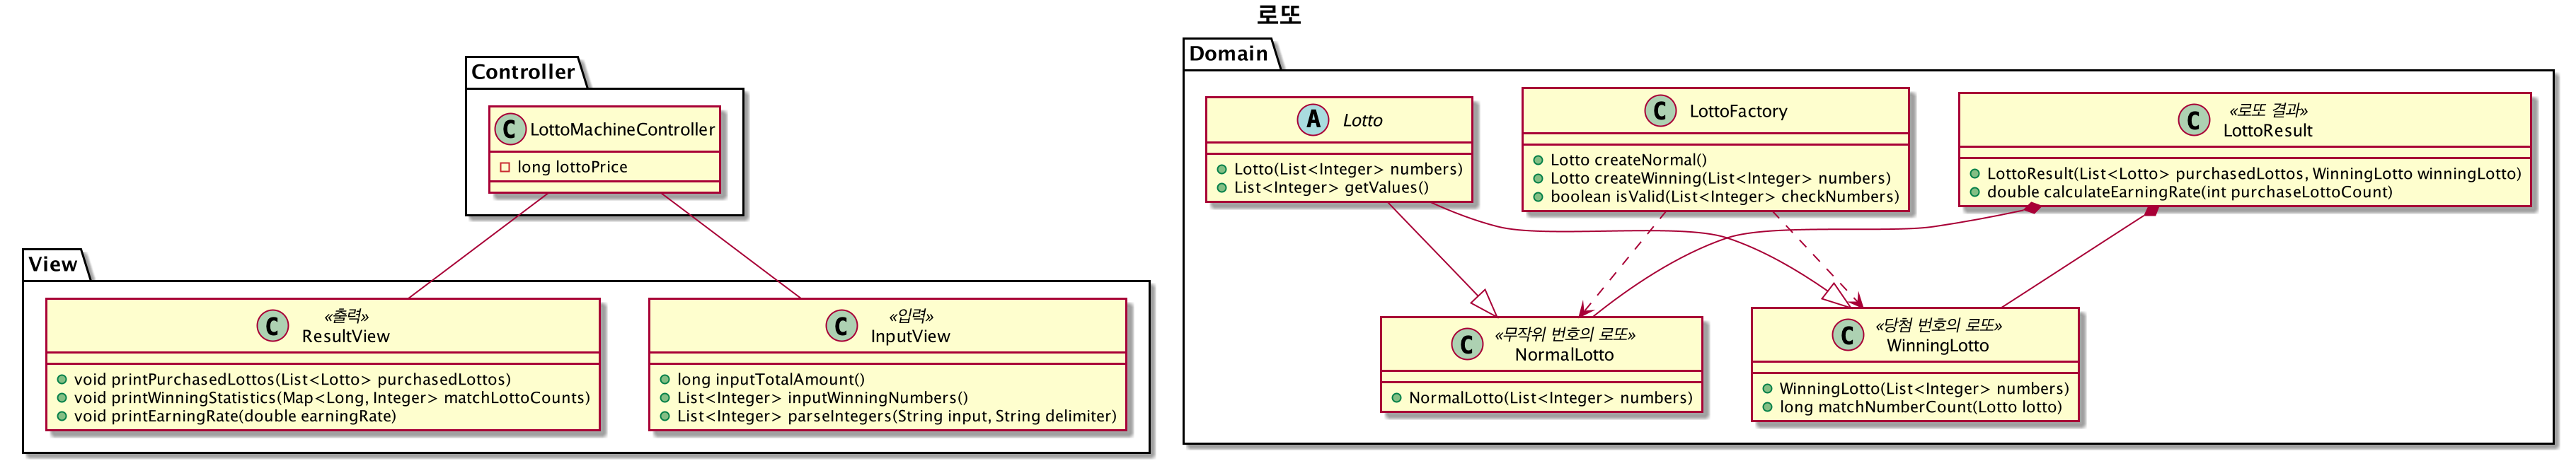 로또
Controller
C LottoMachineController
long lottoPrice
View
C «출력»
ResultView
void printPurchasedLottos(List<Lotto> purchasedLottos)
void printWinningStatistics(Map<Long, Integer> matchLottoCounts)
void printEarningRate(double earningRate)
C «입력»
InputView
long inputTotalAmount()
List<Integer> inputWinningNumbers()
List<Integer> parseIntegers(String input, String delimiter)
Domain
A Lotto
Lotto(List<Integer> numbers)
List<Integer> getValues()
C LottoFactory
Lotto createNormal()
Lotto createWinning(List<Integer> numbers)
boolean isValid(List<Integer> checkNumbers)
C «로또 결과»
LottoResult
LottoResult(List<Lotto> purchasedLottos, WinningLotto winningLotto)
double calculateEarningRate(int purchaseLottoCount)
C «무작위 번호의 로또»
NormalLotto
NormalLotto(List<Integer> numbers)
C «당첨 번호의 로또»
WinningLotto
WinningLotto(List<Integer> numbers)
long matchNumberCount(Lotto lotto)